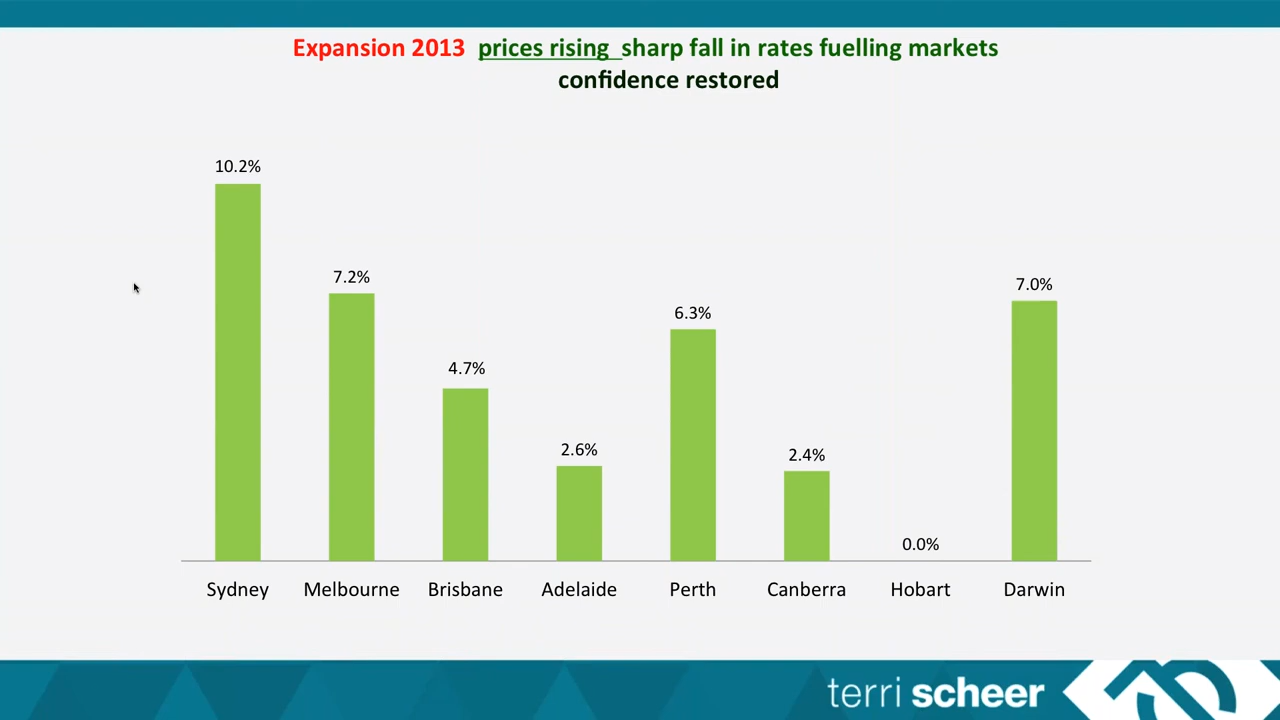 Expansion 2013 prices rising sharp fall in rates fuelling markets
confidence restored
10.2%
7.2%
4.7%
2.6%
6.3%
2.4%
0.0%
7.0%
Sydney Melbourne Brisbane Adelaide Perth Canberra Hobart Darwin
terri scheer